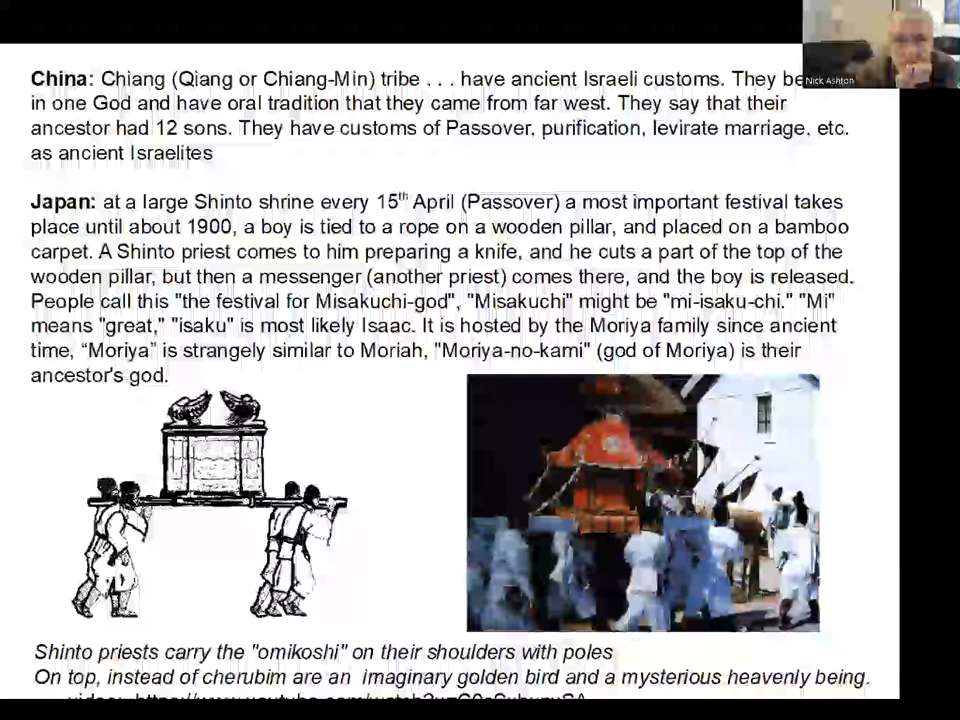 Nick Ashton
China: Chiang (Qiang or Chiang-Min) tribe . . . have ancient Israeli customs. They be
in one God and have oral tradition that they came from far west. They say that their
ancestor had 12 sons. They have customs of Passover, purification, levirate marriage, etc.
as ancient Israelites
Japan: at a large Shinto shrine every 15th April (Passover) a most important festival takes
place until about 1900, a boy is tied to a rope on a wooden pillar, and placed on a bamboo
carpet. A Shinto priest comes to him preparing a knife, and he cuts a part of the top of the
wooden pillar, but then a messenger (another priest) comes there, and the boy is released.
People call this "the festival for Misakuchi-god", "Misakuchi" might be "mi-isaku-chi." "Mi"
means "great," "isaku" is most likely Isaac. It is hosted by the Moriya family since ancient
time, “Moriya” is strangely similar to Moriah, "Moriya-no-kami" (god of Moriya) is their
ancestor's god.
Shinto priests carry the "omikoshi" on their shoulders with poles
On top, instead of cherubim are an imaginary golden bird and a mysterious heavenly being.